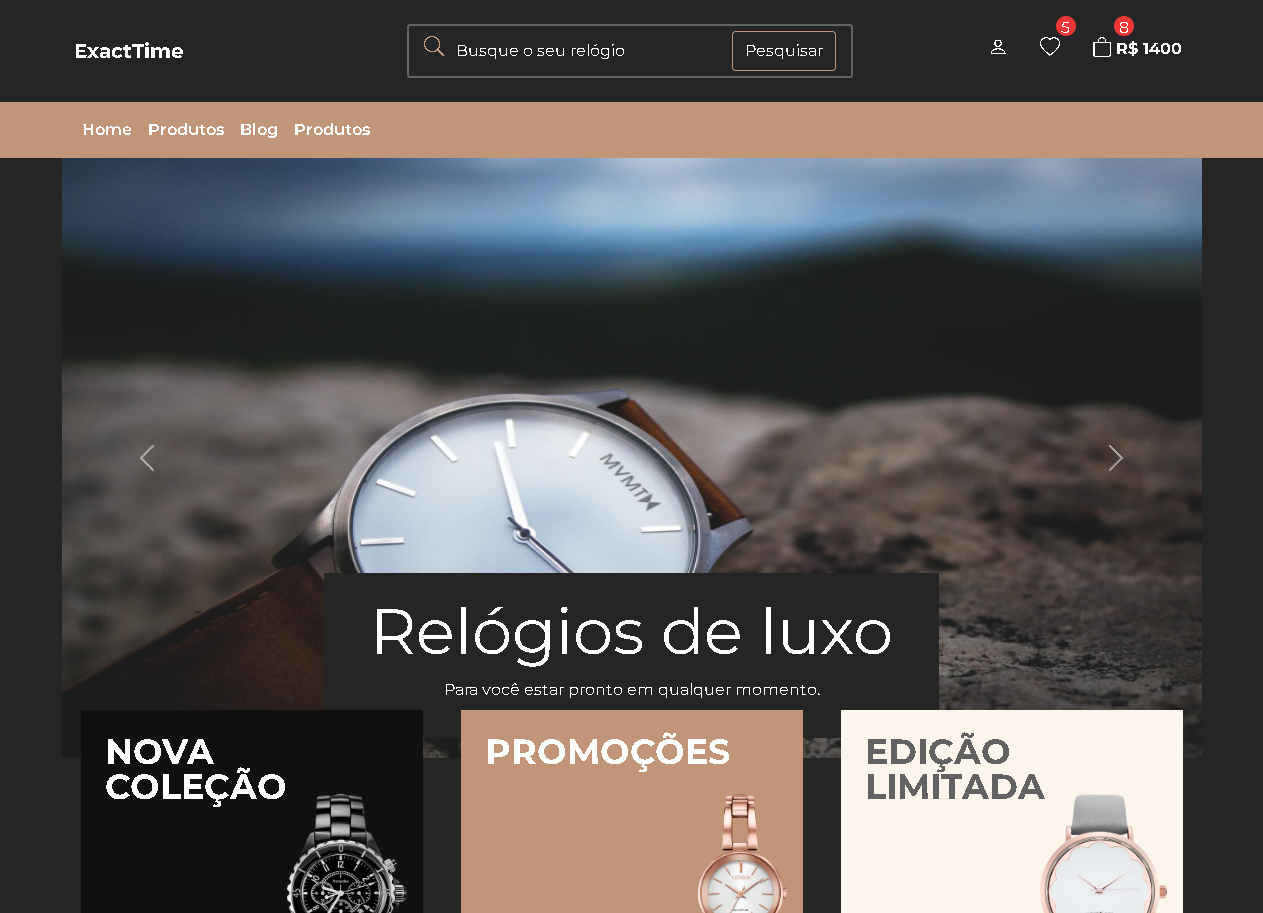 ExactTime
Busque o seu relógio
Pesquisar
5
8
R$ 1400
Home Produtos Blog Produtos
MVMT
Relógios de luxo
Para você estar pronto em qualquer momento.
NOVA
COLEÇÃO
PROMOÇÕES
EDIÇÃO
LIMITADA